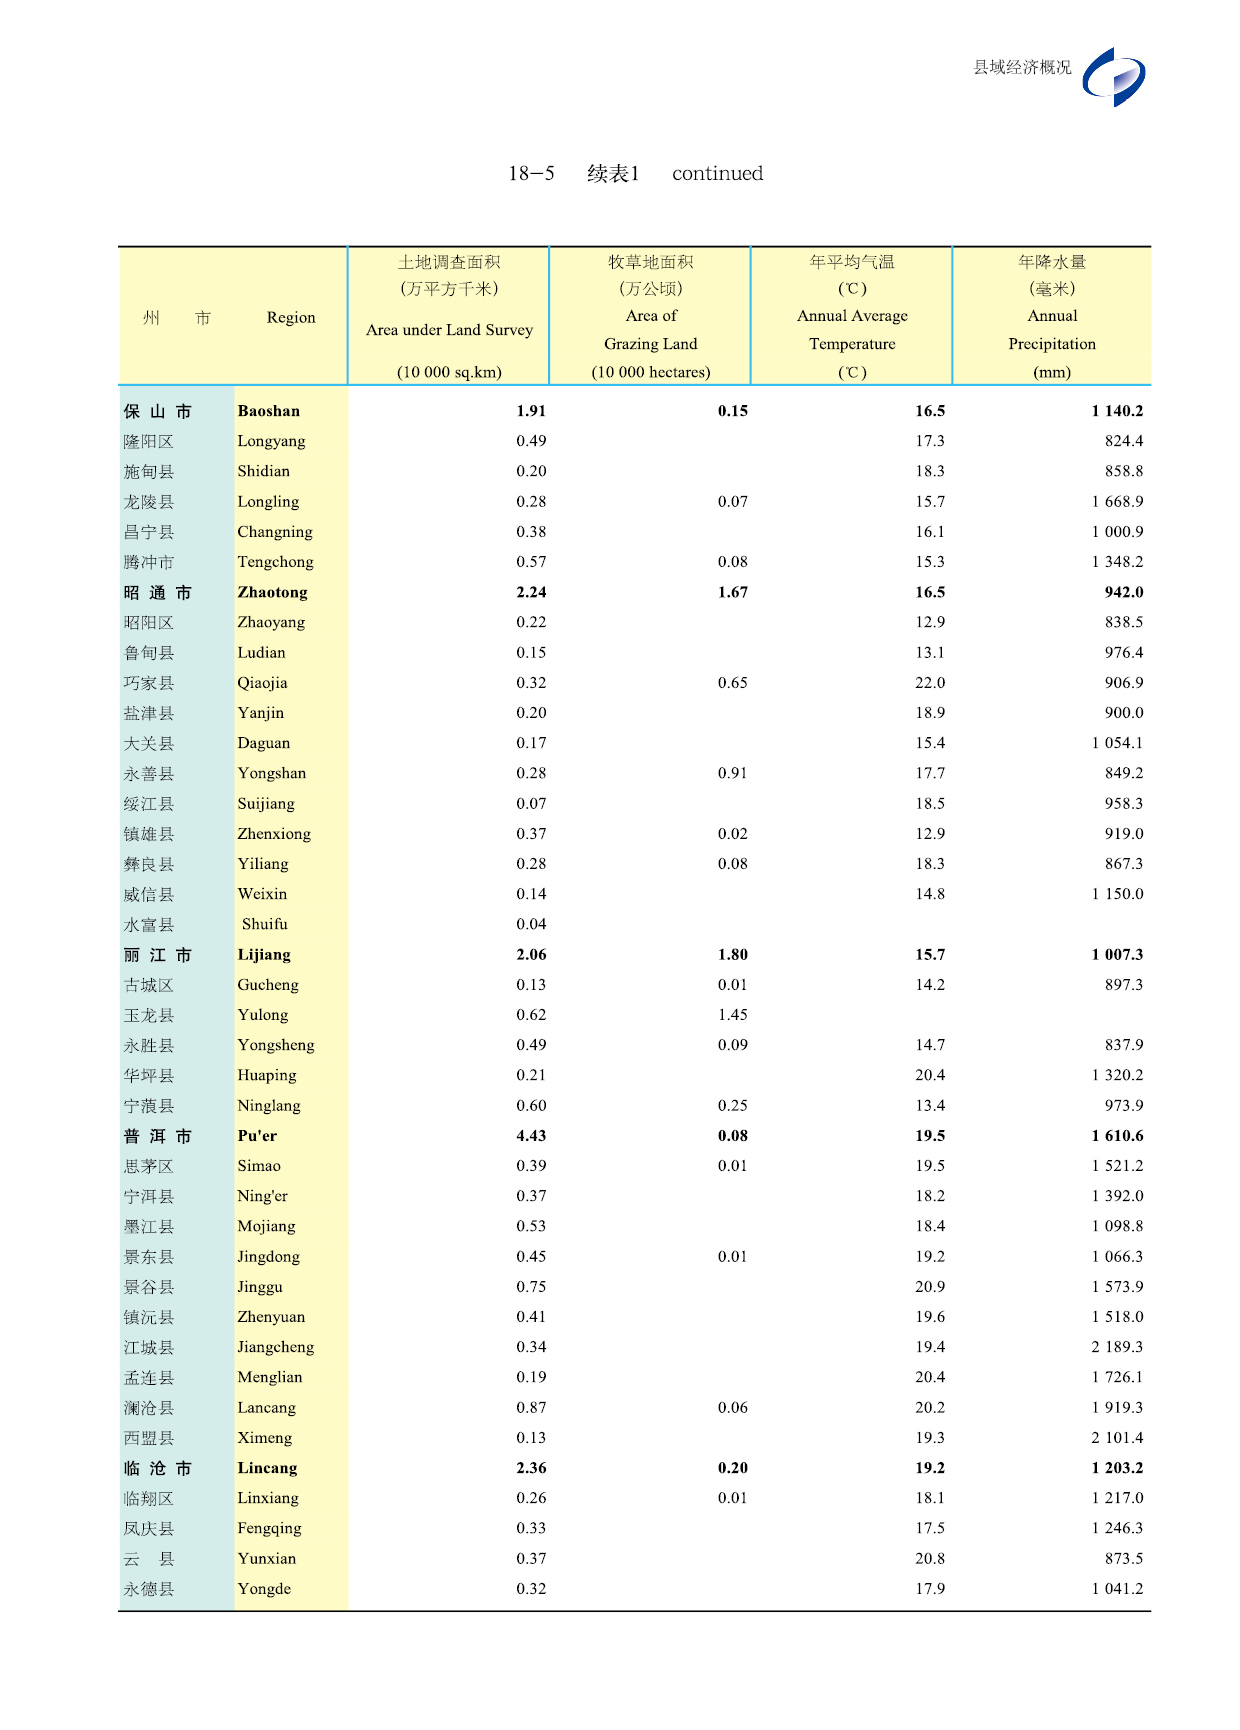 县域经济概况
18-5 续表1 continued
州 市 Region 土地调查面积 (万平方千米) Area under Land Survey (10 000 sq.km) 牧草地面积 (万公顷) Area of Grazing Land (10 000 hectares) 年平均气温 (℃) Annual Average Temperature (℃) 年降水量 (毫米) Annual Precipitation (mm)
保山市 Baoshan 1.91 0.15 16.5 1 140.2
隆阳区 Longyang 0.49 17.3 824.4
施甸县 Shidian 0.20 18.3 858.8
龙陵县 Longling 0.28 0.07 15.7 1 668.9
昌宁县 Changning 0.38 16.1 1 000.9
腾冲市 Tengchong 0.57 0.08 15.3 1 348.2
昭通市 Zhaotong 2.24 1.67 16.5 942.0
昭阳区 Zhaoyang 0.22 12.9 838.5
鲁甸县 Ludian 0.15 13.1 976.4
巧家县 Qiaojia 0.32 0.65 22.0 906.9
盐津县 Yanjin 0.20 18.9 900.0
大关县 Daguan 0.17 15.4 1 054.1
永善县 Yongshan 0.28 0.91 17.7 849.2
绥江县 Suijiang 0.07 18.5 958.3
镇雄县 Zhenxiong 0.37 0.02 12.9 919.0
彝良县 Yiliang 0.28 0.08 18.3 867.3
威信县 Weixin 0.14 14.8 1 150.0
水富县 Shuifu 0.04
丽江市 Lijiang 2.06 1.80 15.7 1 007.3
古城区 Gucheng 0.13 0.01 14.2 897.3
玉龙县 Yulong 0.62 1.45
永胜县 Yongsheng 0.49 0.09 14.7 837.9
华坪县 Huaping 0.21 20.4 1 320.2
宁蒗县 Ninglang 0.60 0.25 13.4 973.9
普洱市 Pu'er 4.43 0.08 19.5 1 610.6
思茅区 Simao 0.39 0.01 19.5 1 521.2
宁洱县 Ning'er 0.37 18.2 1 392.0
墨江县 Mojiang 0.53 18.4 1 098.8
景东县 Jingdong 0.45 0.01 19.2 1 066.3
景谷县 Jinggu 0.75 20.9 1 573.9
镇沅县 Zhenyuan 0.41 19.6 1 518.0
江城县 Jiangcheng 0.34 19.4 2 189.3
孟连县 Menglian 0.19 20.4 1 726.1
澜沧县 Lancang 0.87 0.06 20.2 1 919.3
西盟县 Ximeng 0.13 19.3 2 101.4
临沧市 Lincang 2.36 0.20 19.2 1 203.2
临翔区 Linxiang 0.26 0.01 18.1 1 217.0
凤庆县 Fengqing 0.33 17.5 1 246.3
云 县 Yunxian 0.37 20.8 873.5
永德县 Yongde 0.32 17.9 1 041.2